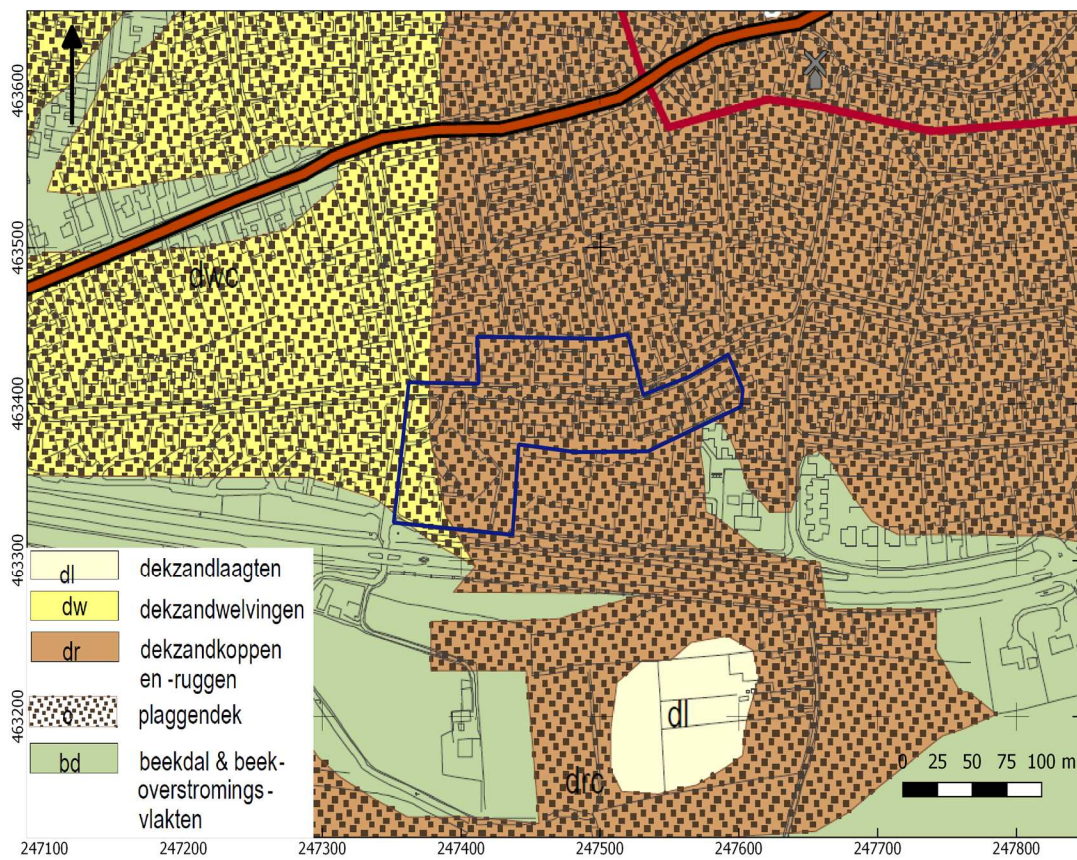 463600
463500
dwc
463400
463300
dl dekzandlaagten
dw dekzandwelvingen
dr dekzandkoppen
en -ruggen
plaggendek
bd beekdal & beek-
overstromings-
vlakten
463200
dl
drc
0 25 50 75 100 m
247100 247200 247300 247400 247500 247600 247700 247800